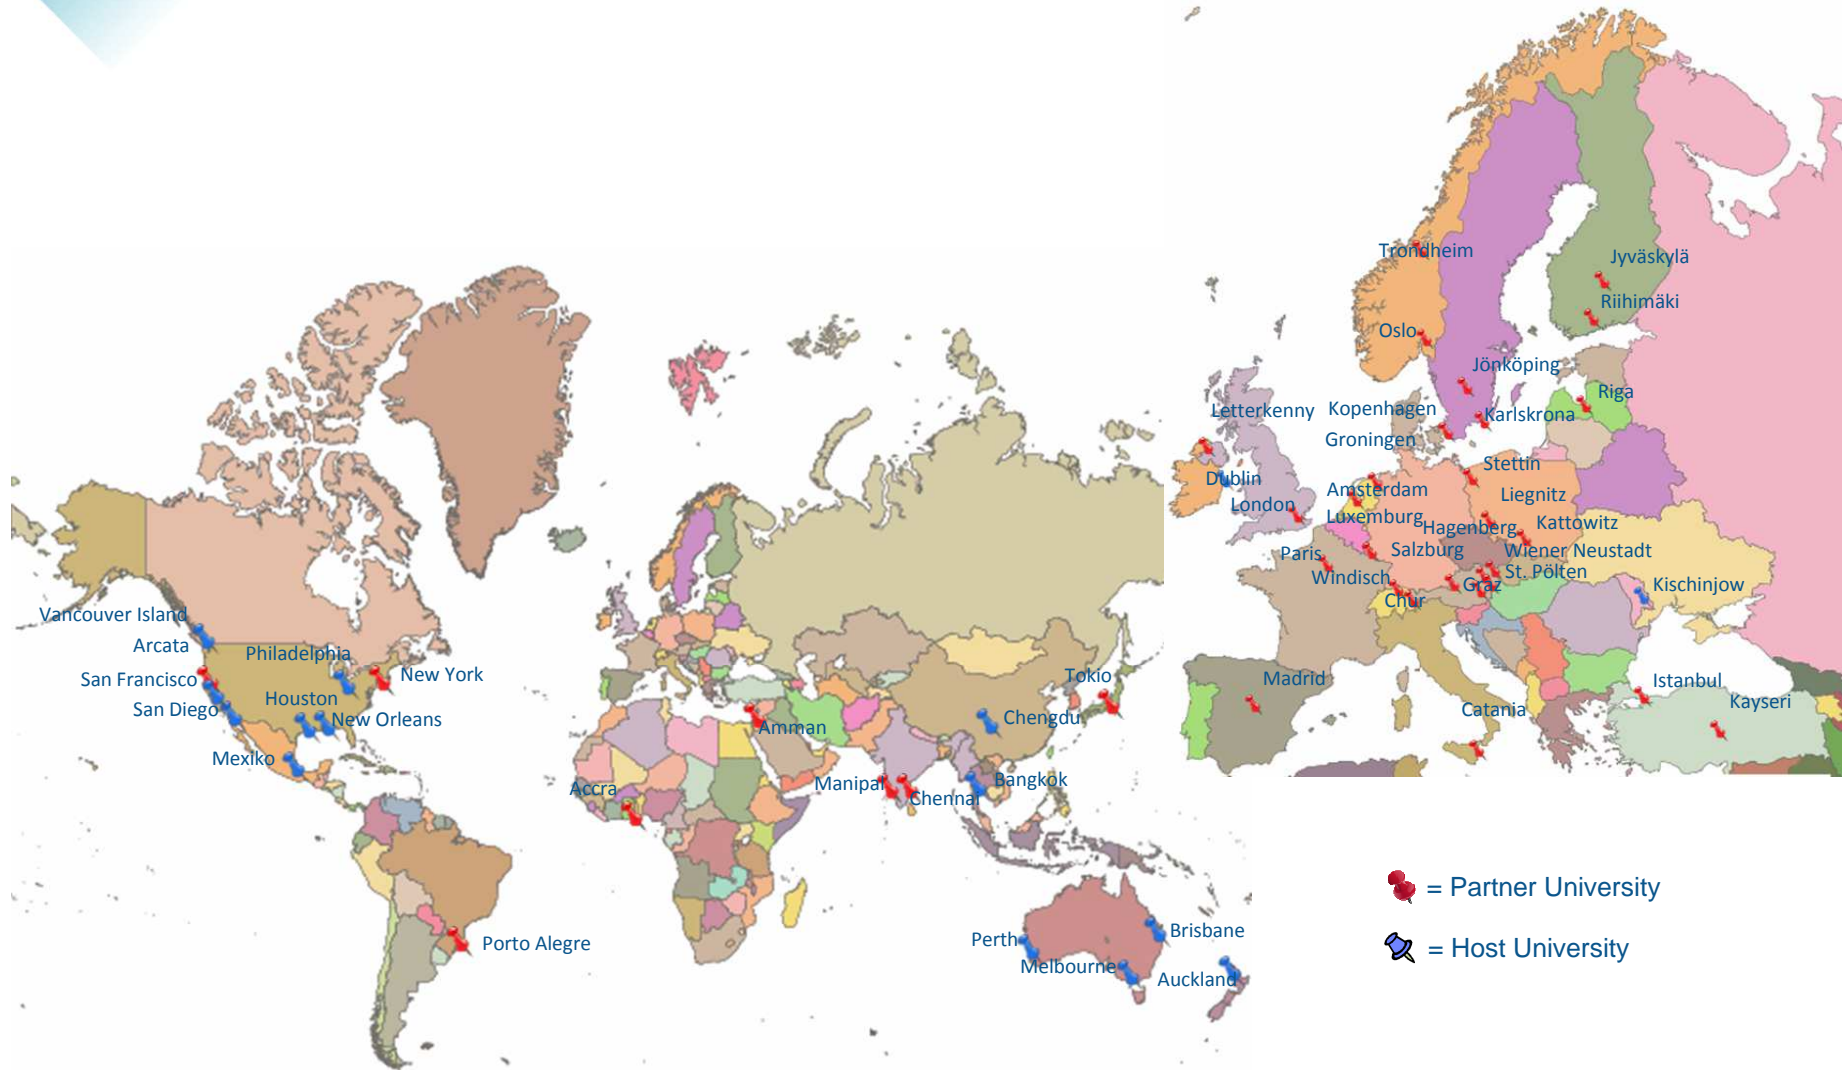 Trondheim
Jyväskylä
Riihimäki
Oslo
Jönköping
Riga
Letterkenny
Kopenhagen
Karlskrona
Groningen
Stettin
Dublin
Amsterdam
Liegnitz
London
Luxemburg
Hagenberg
Kattowitz
Paris
Salzburg
Wiener Neustadt
Windisch
Graz
St. Pölten
Chur
Kischinjow
Madrid
Istanbul
Kayseri
Catania
Vancouver Island
Arcata
Philadelphia
San Francisco
New York
Houston
San Diego
New Orleans
Mexiko
Tokio
Amman
Chengdu
Accra
Manipal
Chennai
Bangkok
Porto Alegre
Perth
Brisbane
Melbourne
Auckland
= Partner University
= Host University